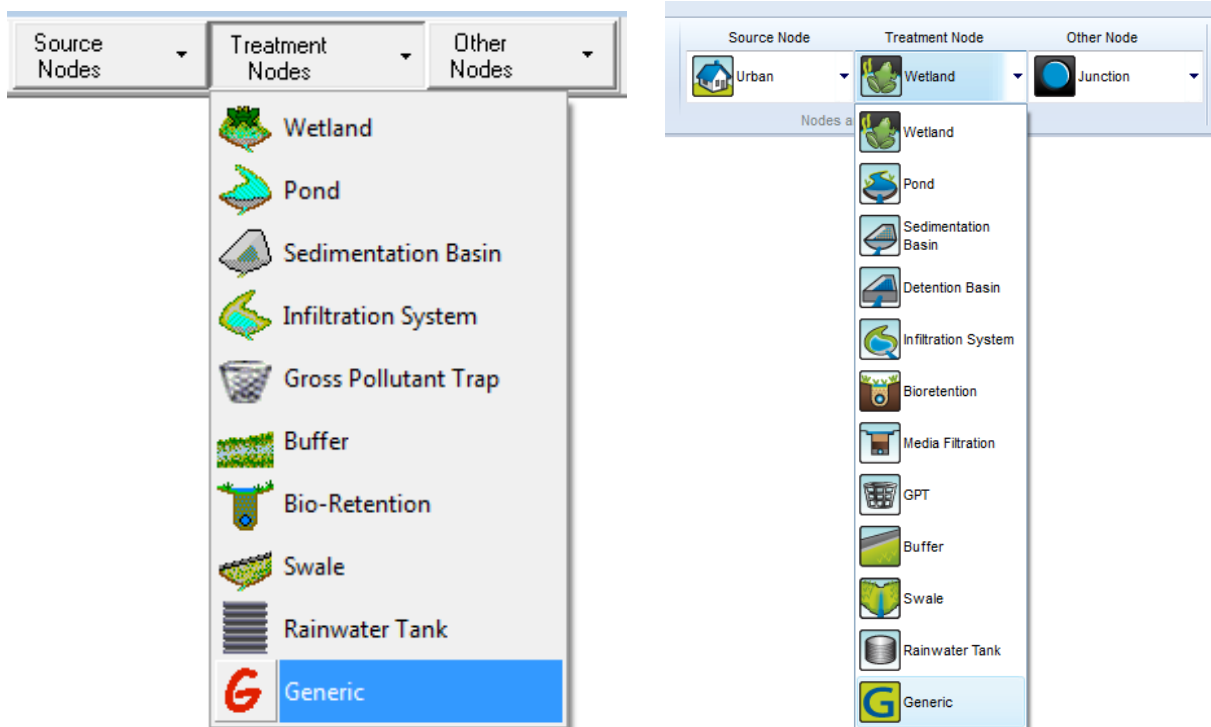 Source
Nodes
Treatment
Nodes
Other
Nodes
Wetland
Pond
Sedimentation Basin
Infiltration System
Gross Pollutant Trap
Buffer
Bio-Retention
Swale
Rainwater Tank
G Generic
Source Node
Treatment Node
Other Node
Urban
Wetland
Junction
Nodes a
Wetland
Pond
Sedimentation
Basin
Detention Basin
Infiltration System
Bioretention
Media Filtration
GPT
Buffer
Swale
Rainwater Tank
G Generic